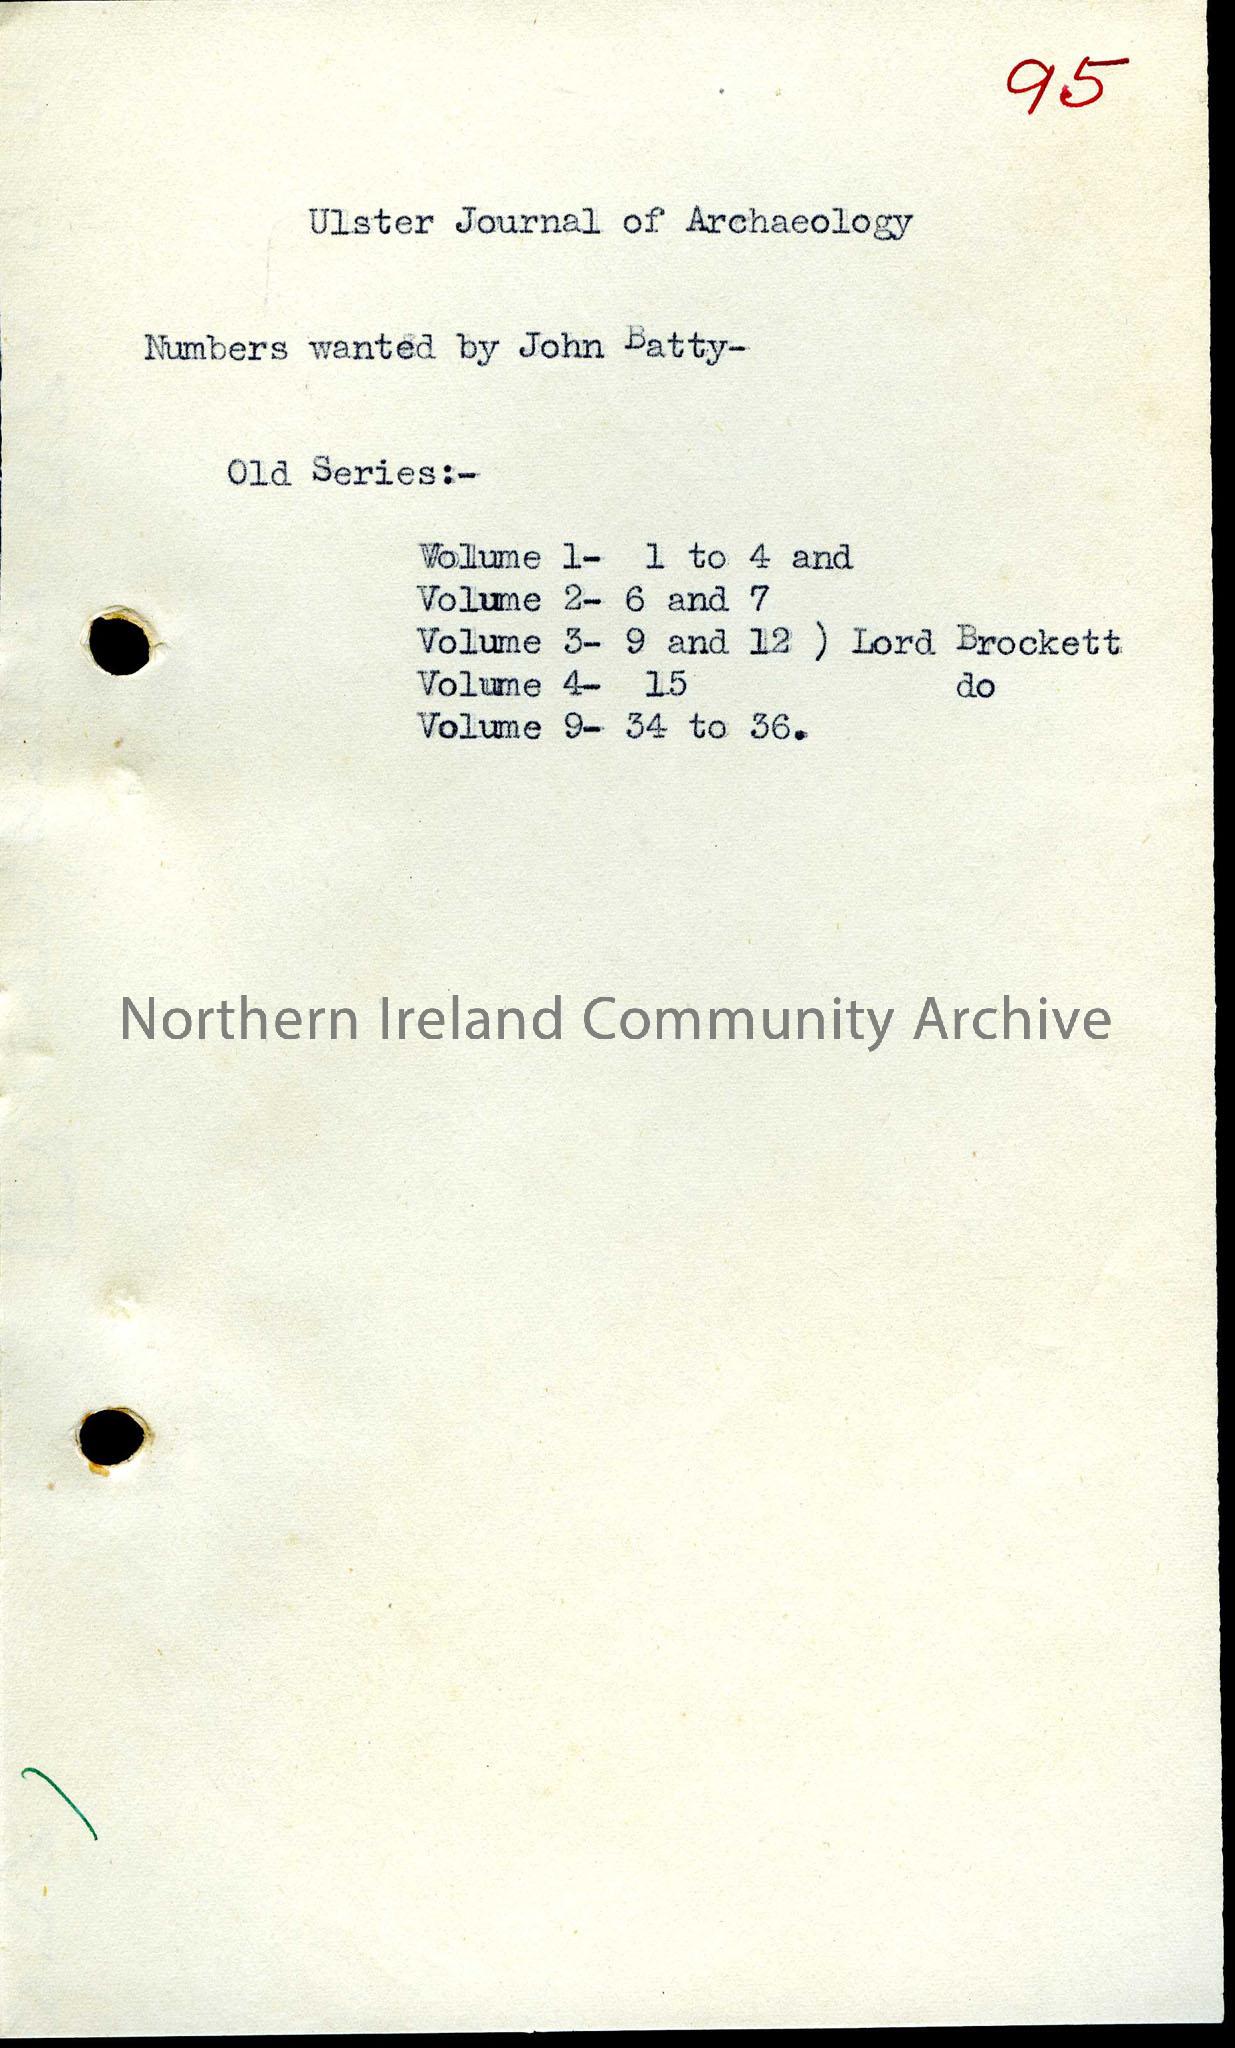 95
Ulster Journal of Archaeology
Numbers wanted by John Batty-
Old Series:-
Volume 1- 1 to 4 and
Volume 2- 6 and 7
Volume 3- 9 and 12 ) Lord Brockett
Volume 4- 15 do
Volume 9- 34 to 36.
Northern Ireland Community Archive